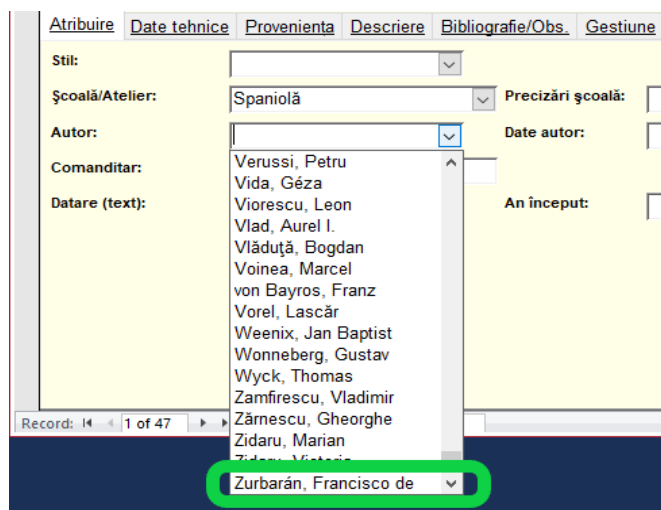 Atribuire Date tehnice Proveniența Descriere Bibliografie/Obs. Gestiune
Stil:
Şcoală/Atelier: Spaniolă Precizări şcoală:
Autor: Date autor:
Comanditar:
Datare (text): An început:
Verussi, Petru
Vida, Géza
Viorescu, Leon
Vlad, Aurel I.
Vlăduţă, Bogdan
Voinea, Marcel
von Bayros, Franz
Vorel, Lascăr
Weenix, Jan Baptist
Wonneberg, Gustav
Wyck, Thomas
Zamfirescu, Vladimir
Zărnescu, Gheorghe
Zidaru, Marian
Zidaru, Victoria
Zurbarán, Francisco de
Record: 1 of 47